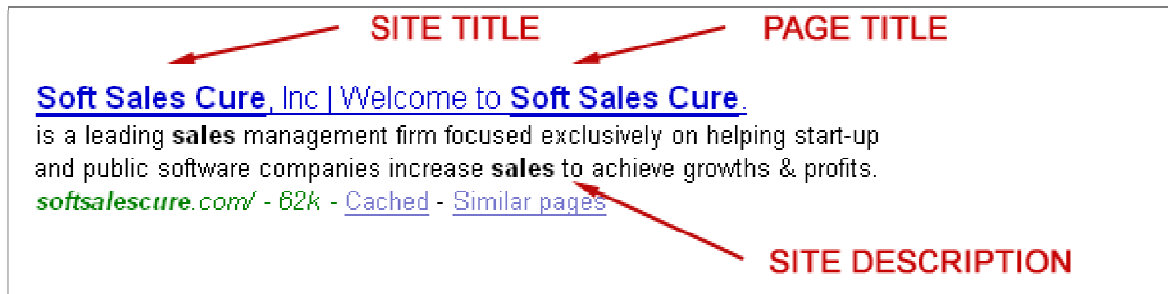 SITE TITLE PAGE TITLE
Soft Sales Cure, Inc | Welcome to Soft Sales Cure.
is a leading sales management firm focused exclusively on helping start-up
and public software companies increase sales to achieve growths & profits.
softsalescure.com/ - 62k - Cached - Similar pages
SITE DESCRIPTION